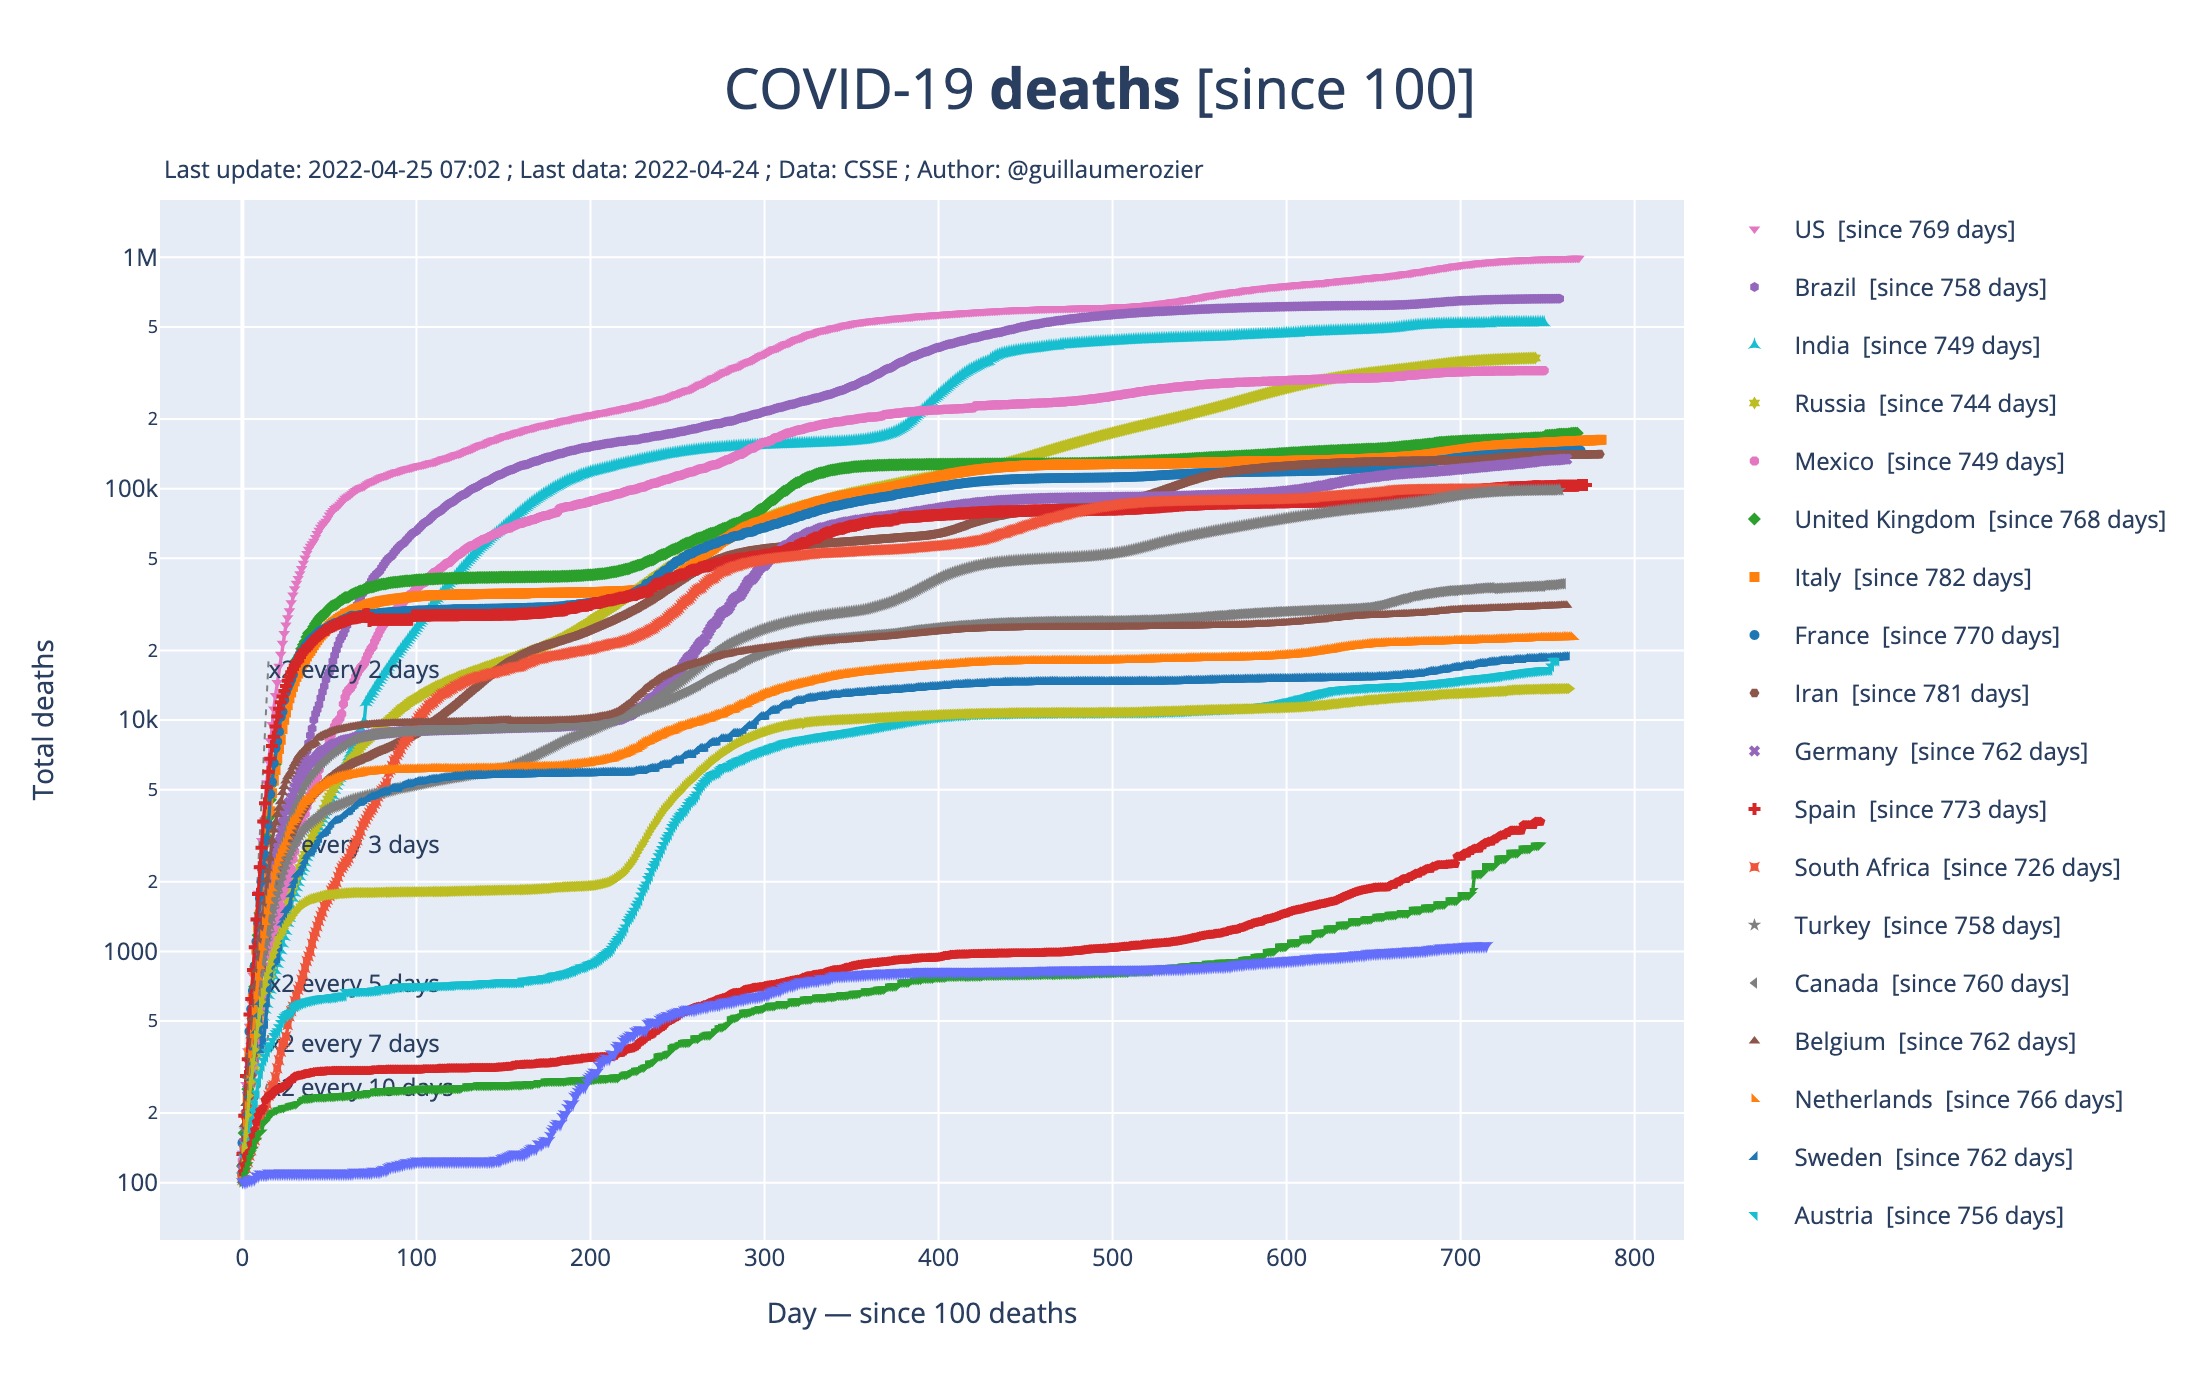 COVID-19 deaths [since 100]
Last update: 2022-04-25 07:02 ; Last data: 2022-04-24 ; Data: CSSE ; Author: @guillaumerozier
Total deaths
1M
5
2
100k
5
2
10k
5
2
1000
5
2
100
x2 every 2 days
every 3 days
x2 every 5 days
x2 every 7 days
x2 every 10 days
0 100 200 300 400 500 600 700 800
Day — since 100 deaths
US [since 769 days]
Brazil [since 758 days]
India [since 749 days]
Russia [since 744 days]
Mexico [since 749 days]
United Kingdom [since 768 days]
Italy [since 782 days]
France [since 770 days]
Iran [since 781 days]
Germany [since 762 days]
Spain [since 773 days]
South Africa [since 726 days]
Turkey [since 758 days]
Canada [since 760 days]
Belgium [since 762 days]
Netherlands [since 766 days]
Sweden [since 762 days]
Austria [since 756 days]